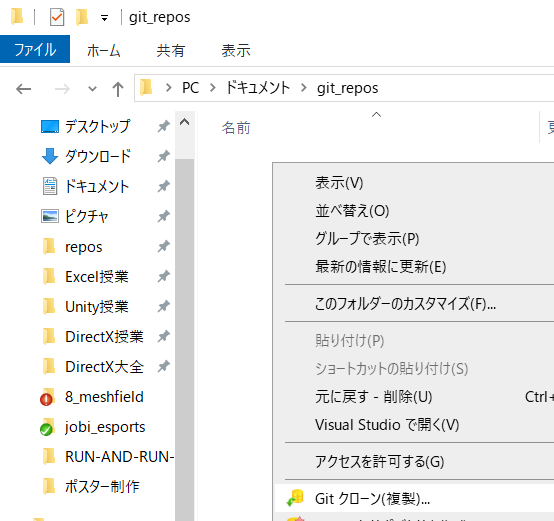 git_repos
ファイル ホーム 共有 表示
PC ドキュメント git_repos
名前
デスクトップ
ダウンロード
ドキュメント
ピクチャ
repos
Excel授業
Unity授業
DirectX授業
DirectX大全
8_meshfield
jobi_esports
RUN-AND-RUN-
ポスター制作
表示(V)
並べ替え(O)
グループで表示(P)
最新の情報に更新(E)
このフォルダーのカスタマイズ(F)...
貼り付け(P)
ショートカットの貼り付け(S)
元に戻す - 削除(U) Ctrl+
Visual Studio で開く(V)
アクセスを許可する(G)
Git クローン(複製)...